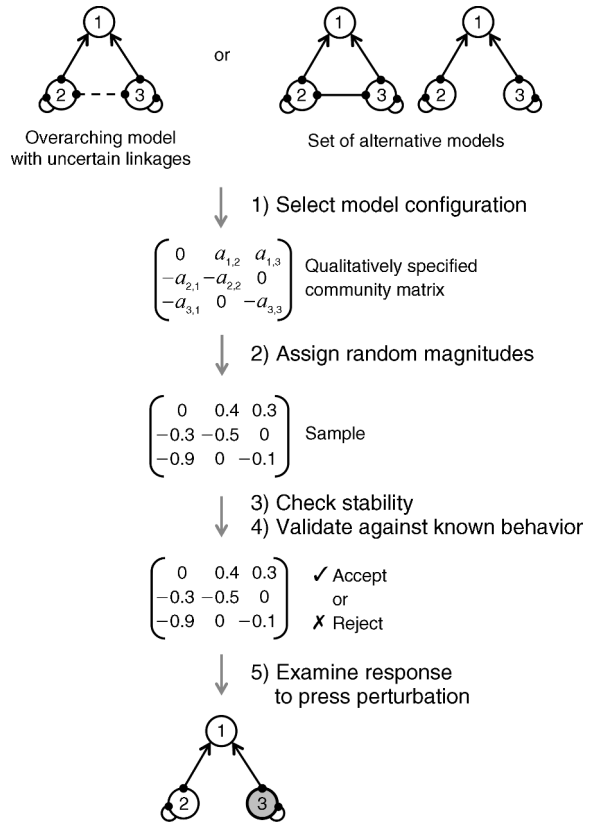 1
1
1
or
2
3
2
3
2
3
Overarching model
with uncertain linkages
Set of alternative models
1) Select model configuration
0 a1,2 a1,3
−a2,1 −a2,2 0
−a3,1 0 −a3,3
Qualitatively specified
community matrix
2) Assign random magnitudes
0 0.4 0.3
−0.3 −0.5 0
−0.9 0 −0.1
Sample
3) Check stability
4) Validate against known behavior
0 0.4 0.3
−0.3 −0.5 0
−0.9 0 −0.1
✓ Accept
or
✗ Reject
5) Examine response
to press perturbation
1
2
3